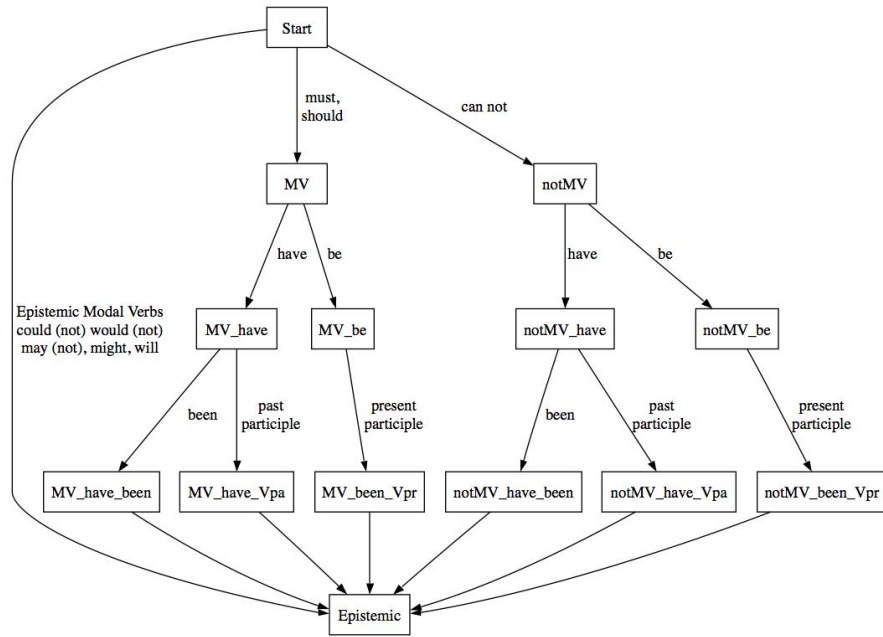 Start
must,
should
can not
MV
notMV
have
be
have
be
Epistemic Modal Verbs
could (not) would (not)
may (not), might, will
MV_have
MV_be
notMV_have
notMV_be
been
past
participle
present
participle
been
past
participle
present
participle
MV_have_been
MV_have_Vpa
MV_been_Vpr
notMV_have_been
notMV_have_Vpa
notMV_been_Vpr
Epistemic